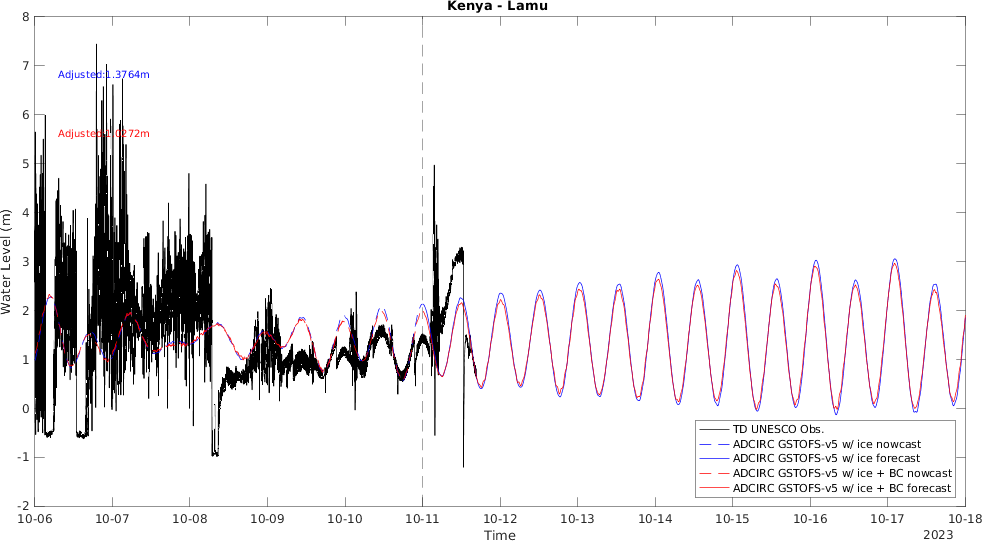 Kenya - Lamu
8
7
6
5
4
3
2
1
0
-1
-2
Water Level (m)
Adjusted:1.3764m
Adjusted:1.0272m
TD UNESCO Obs.
ADCIRC GSTOFS-v5 w/ ice nowcast
ADCIRC GSTOFS-v5 w/ ice forecast
ADCIRC GSTOFS-v5 w/ ice + BC nowcast
ADCIRC GSTOFS-v5 w/ ice + BC forecast
10-06 10-07 10-08 10-09 10-10 10-11 10-12 10-13 10-14 10-15 10-16 10-17 10-18
Time
2023